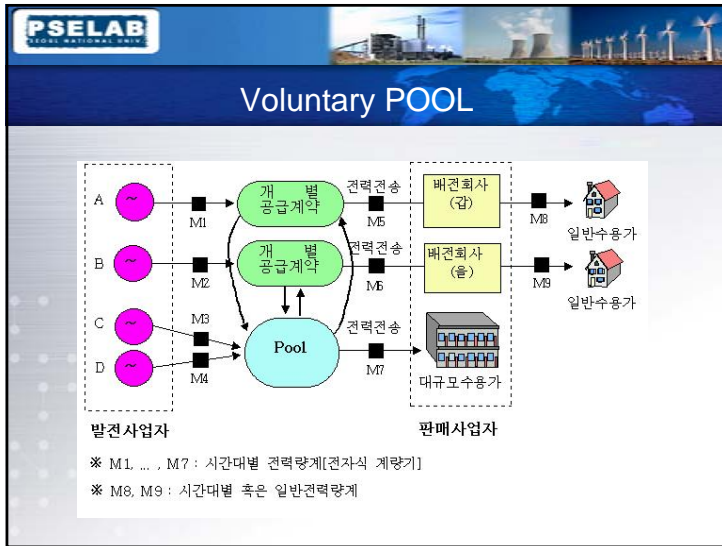 PSELAB
SEOUL NATIONAL UNIV.
Voluntary POOL
A
M1
개 별
공급계약
전력전송
M5
배전회사
(갑)
M8
일반수용가
B
M2
개 별
공급계약
전력전송
M6
배전회사
(을)
M9
일반수용가
C
M3
D
M4
Pool
전력전송
M7
대규모수용가
발전사업자
판매사업자
※ M1, ... , M7 : 시간대별 전력량계[전자식 계량기]
※ M8, M9 : 시간대별 혹은 일반전력량계